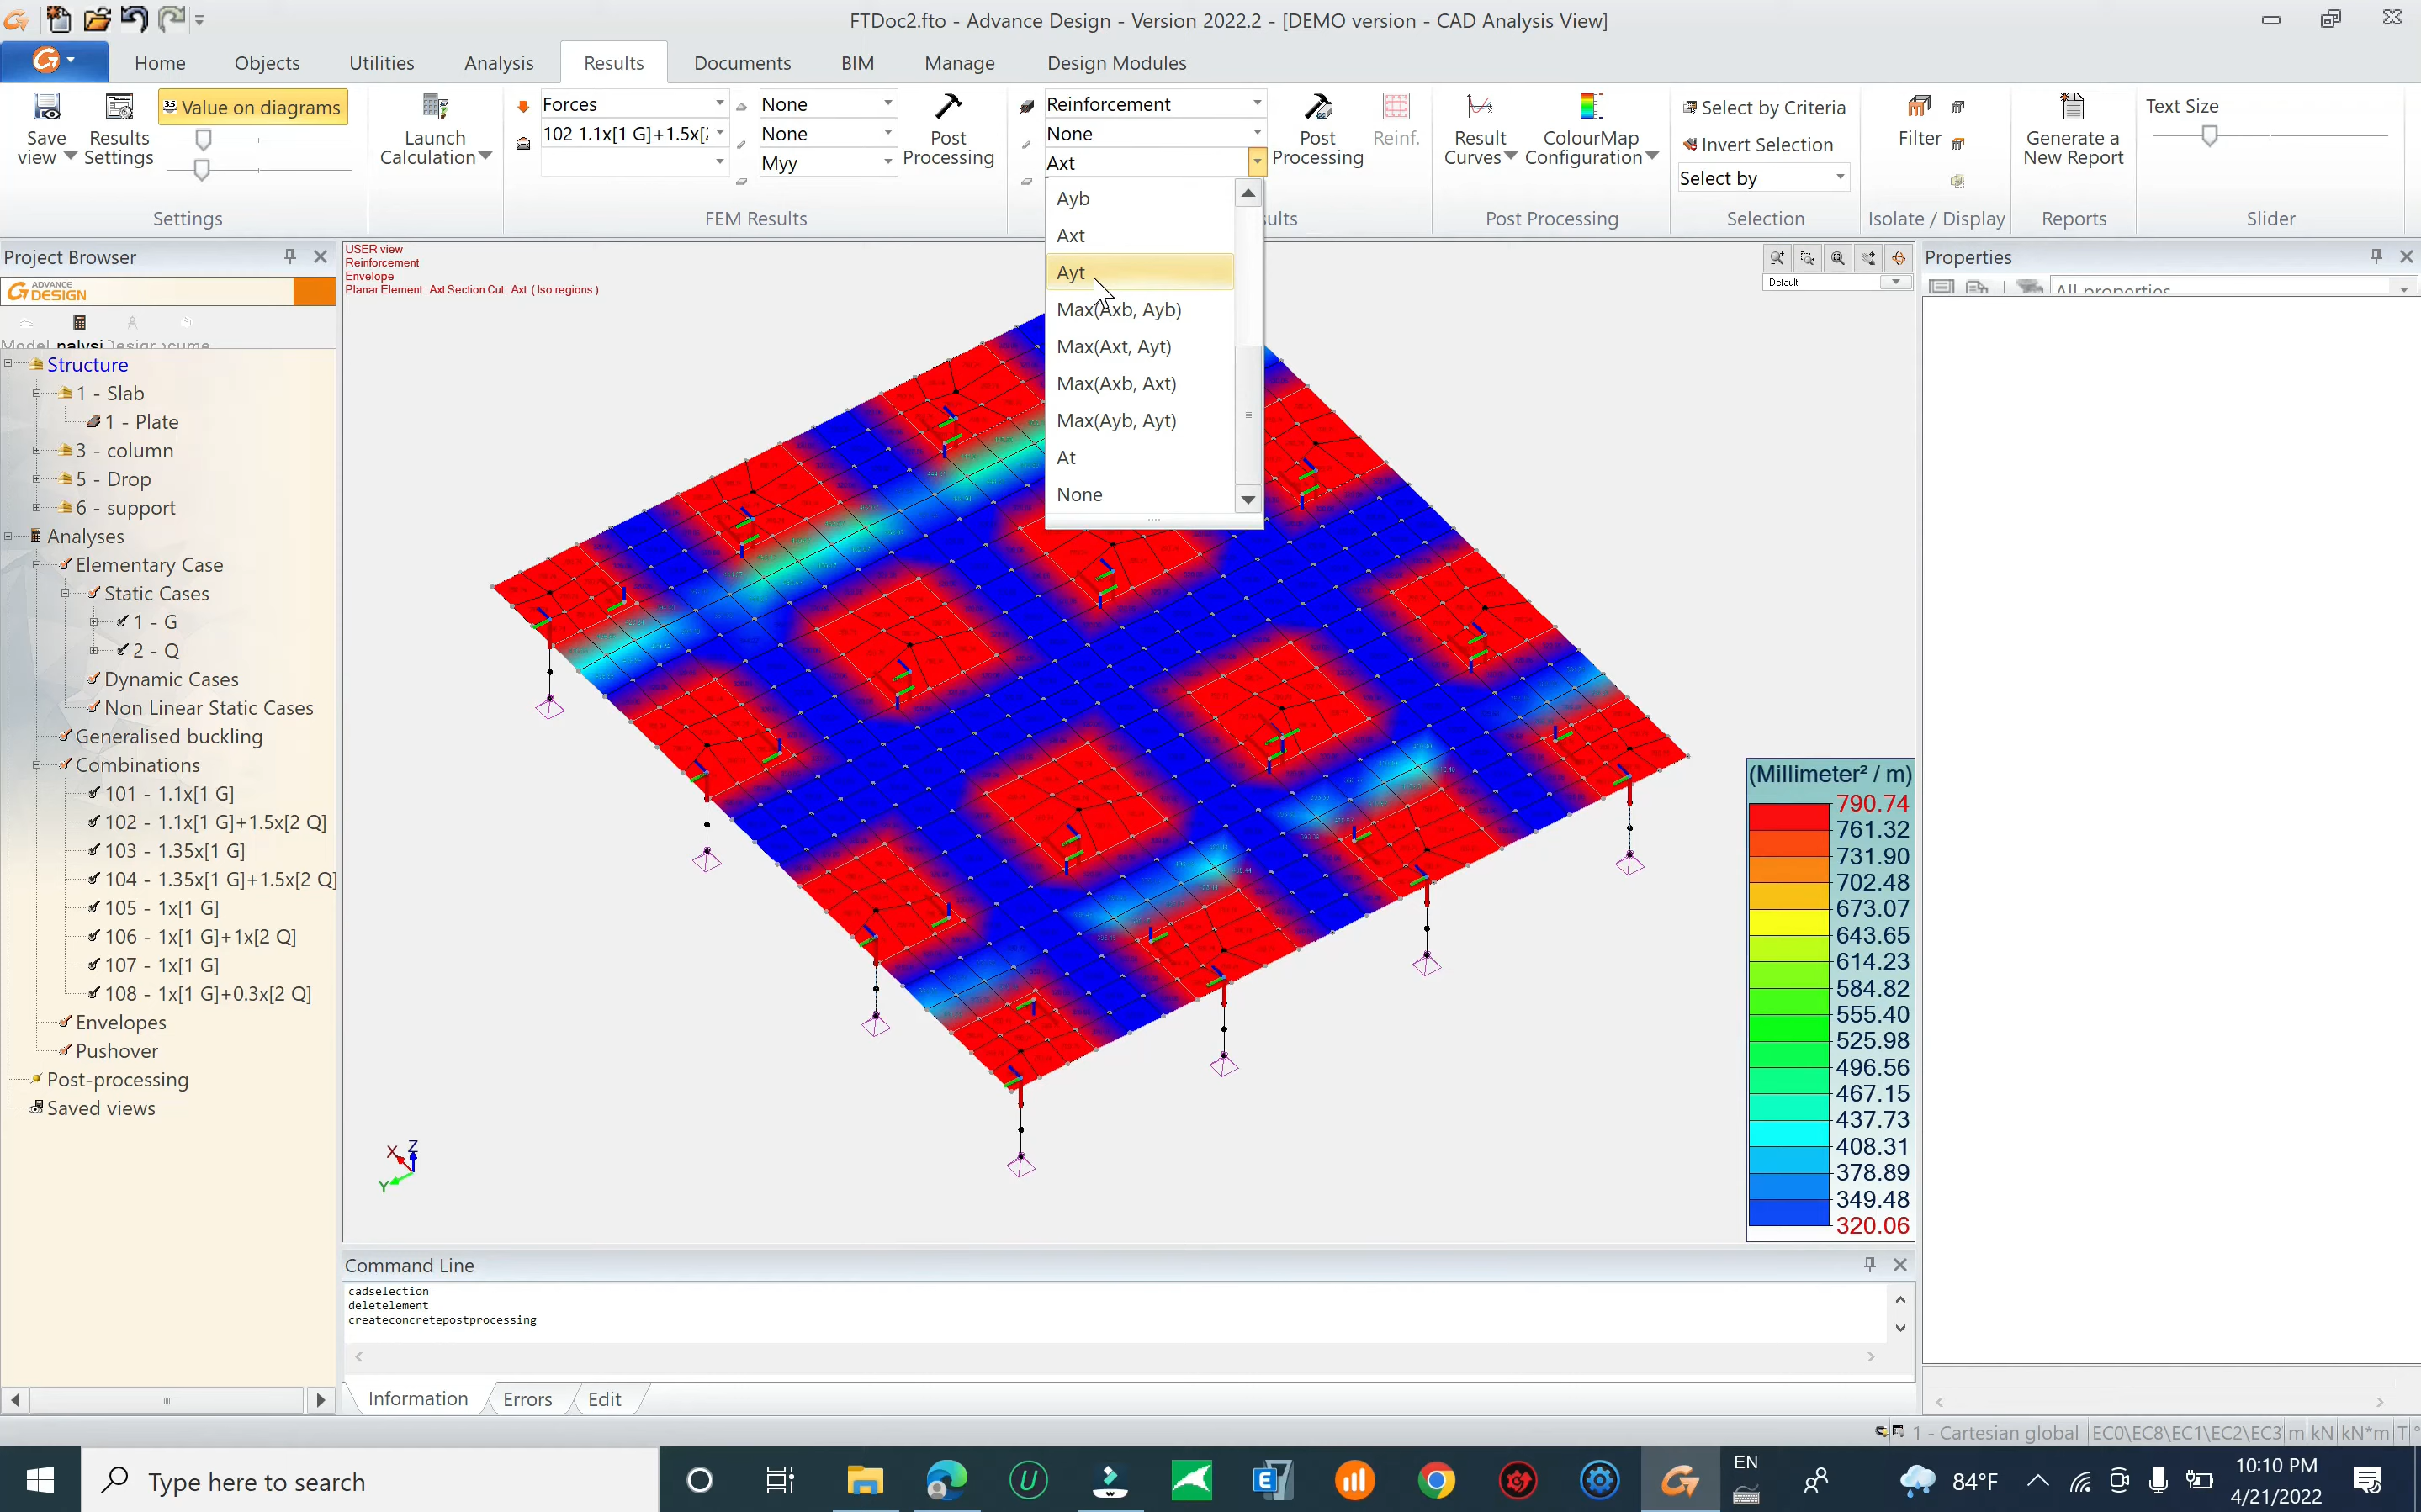 FTDoc2.fto - Advance Design - Version 2022.2 - [DEMO version - CAD Analysis View]
Home
Objects
Utilities
Analysis
Results
Documents
BIM
Manage
Design Modules
Save view
Results Settings
Value on diagrams
Settings
Launch Calculation
Forces
102 1.1x[1 G]+1.5x[
None
None
Myy
Post Processing
FEM Results
Reinforcement
None
Axt
Post Processing
Reinf.
Result Curves
ColourMap Configuration
Post Processing
Select by Criteria
Invert Selection
Select by
Selection
Filter
Isolate / Display
Generate a New Report
Reports
Text Size
Slider
Ayb
Axt
Ayt
Max(Axb, Ayb)
Max(Axt, Ayt)
Max(Axb, Axt)
Max(Ayb, Ayt)
At
None
Project Browser
ADVANCE
DESIGN
Structure
1 - Slab
1 - Plate
3 - column
5 - Drop
6 - support
Analyses
Elementary Case
Static Cases
1 - G
2 - Q
Dynamic Cases
Non Linear Static Cases
Generalised buckling
Combinations
101 - 1.1x[1 G]
102 - 1.1x[1 G]+1.5x[2 Q]
103 - 1.35x[1 G]
104 - 1.35x[1 G]+1.5x[2 Q]
105 - 1x[1 G]
106 - 1x[1 G]+1x[2 Q]
107 - 1x[1 G]
108 - 1x[1 G]+0.3x[2 Q]
Envelopes
Pushover
Post-processing
Saved views
USER view
Reinforcement
Envelope
Planar Element : Axt Section Cut : Axt ( Iso regions )
Default
X Z
Y
(Millimeter² / m)
790.74
761.32
731.90
702.48
673.07
643.65
614.23
584.82
555.40
525.98
496.56
467.15
437.73
408.31
378.89
349.48
320.06
Properties
All properties
Command Line
cadselection
deletelement
createconcretepostprocessing
Information
Errors
Edit
1 - Cartesian global
EC0\EC8\EC1\EC2\EC3
m
kN
kN*m
T
Type here to search
EN
84°F
10:10 PM
4/21/2022